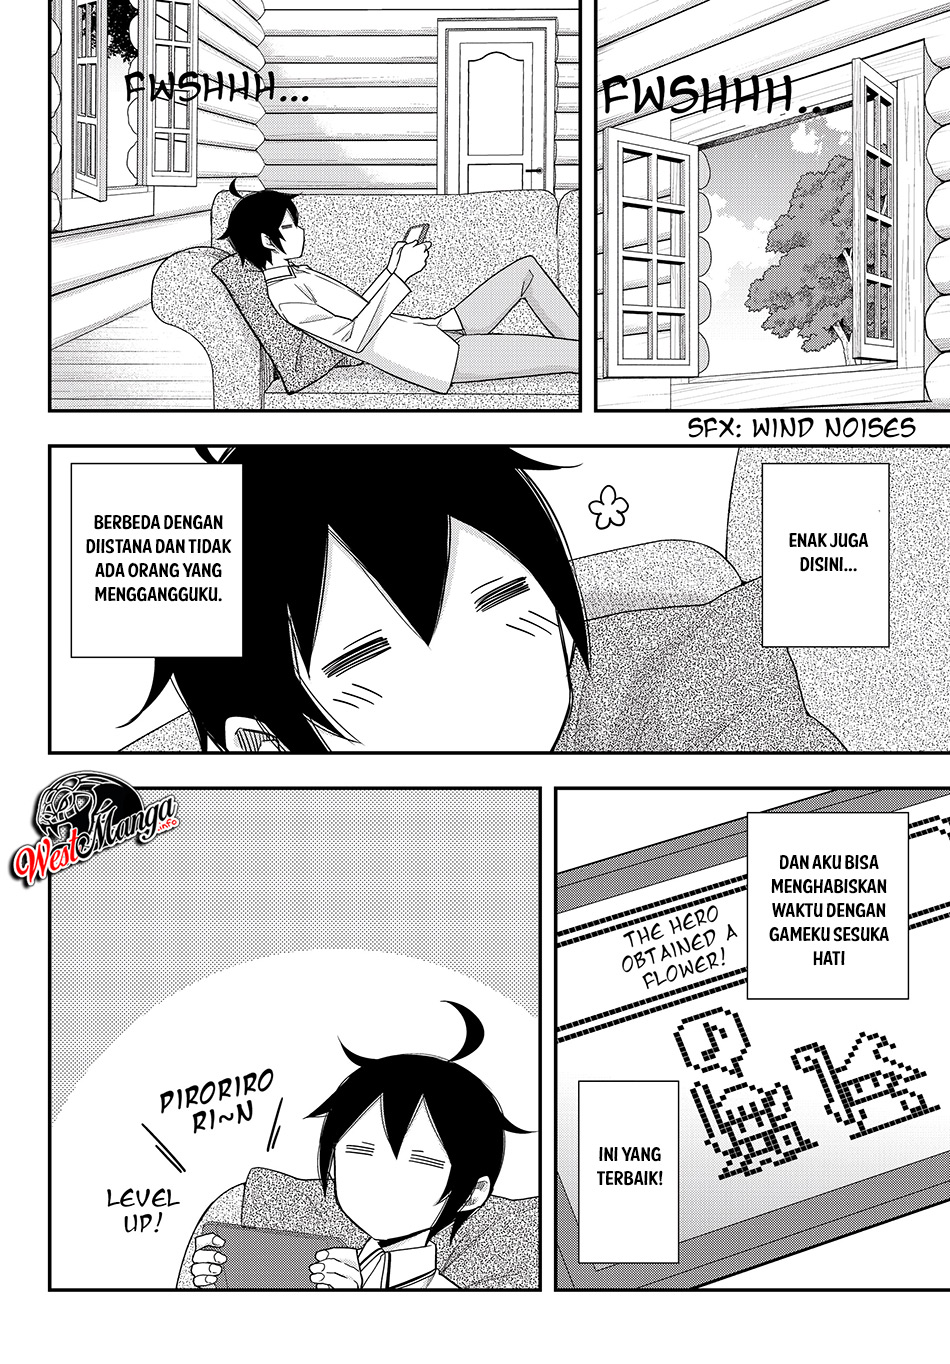 FWSHHH...
FWSHHH...
SFX: WIND NOISES
ENAK JUGA
DISINI...
BERBEDA DENGAN
DIISTANA DAN TIDAK
ADA ORANG YANG
MENGGANGGUKU.
DAN AKU BISA
MENGHABISKAN
WAKTU DENGAN
GAMEKU SESUKA
HATI
THE HERO
OBTAINED A
FLOWER!
INI YANG
TERBAIK!
PIRORIRO
RI~N
LEVEL
UP!
WestManga
.info